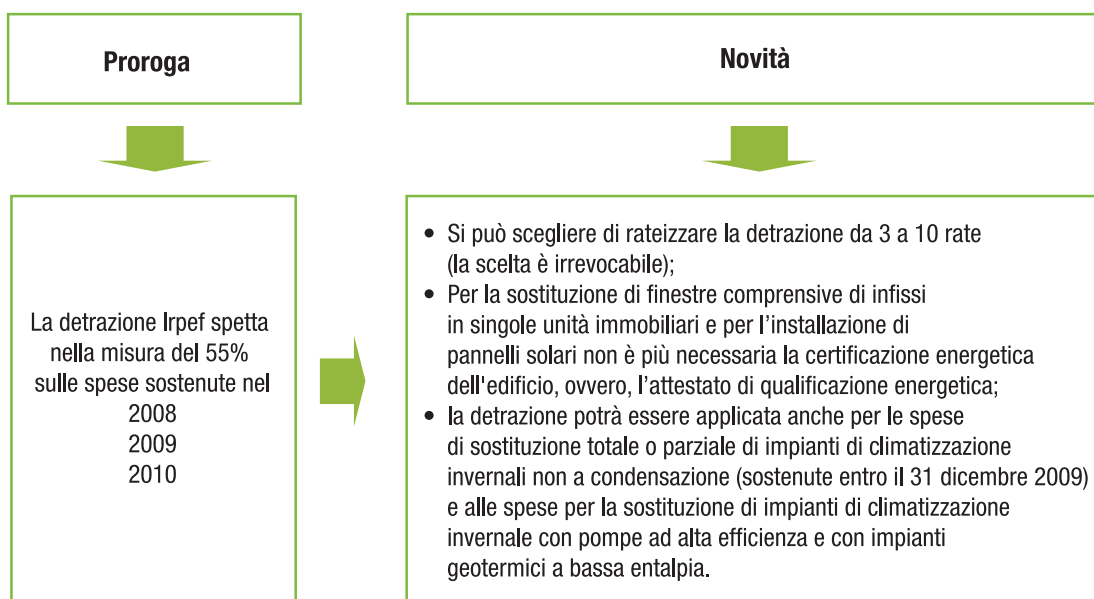 Proroga
Novità
La detrazione Irpef spetta
nella misura del 55%
sulle spese sostenute nel
2008
2009
2010
• Si può scegliere di rateizzare la detrazione da 3 a 10 rate
(la scelta è irrevocabile);
• Per la sostituzione di finestre comprensive di infissi
in singole unità immobiliari e per l’installazione di
pannelli solari non è più necessaria la certificazione energetica
dell'edificio, ovvero, l’attestato di qualificazione energetica;
• la detrazione potrà essere applicata anche per le spese
di sostituzione totale o parziale di impianti di climatizzazione
invernali non a condensazione (sostenute entro il 31 dicembre 2009)
e alle spese per la sostituzione di impianti di climatizzazione
invernale con pompe ad alta efficienza e con impianti
geotermici a bassa entalpia.